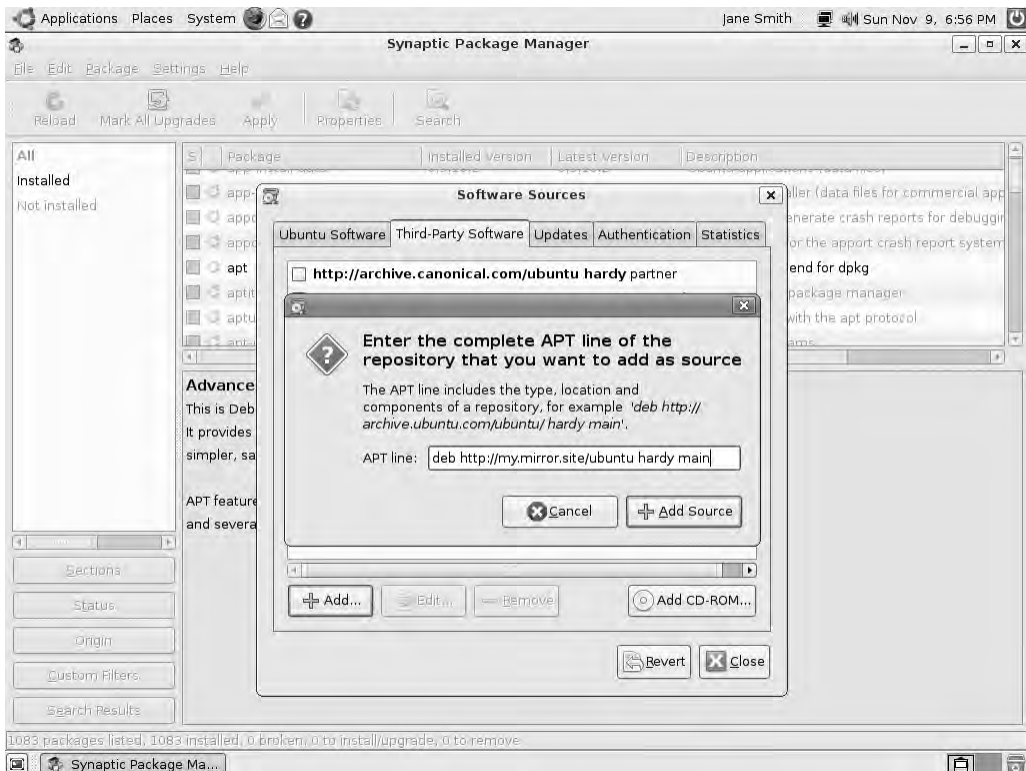 Applications Places System Jane Smith Sun Nov 9, 6:56 PM
Synaptic Package Manager
File Edit Package Settings Help
Reload Mark All Upgrades Apply Properties Search
All
Installed
Not installed
S Package Installed Version Latest Version Description
app-
aller (data files for commercial app
appo
enerate crash reports for debuggin
appo
or the apport crash report system
apt
end for dpkg
aptit
package manager
aptu
with the apt protocol
Software Sources
Ubuntu Software Third-Party Software Updates Authentication Statistics
http://archive.canonical.com/ubuntu hardy partner
Enter the complete APT line of the
repository that you want to add as source
The APT line includes the type, location and
components of a repository, for example 'deb http://
archive.ubuntu.com/ubuntu/ hardy main'.
APT line: deb http://my.mirror.site/ubuntu hardy main
Cancel Add Source
Add... Edit... Remove Add CD-ROM...
Revert Close
Advance
This is Deb
It provides
simpler, sa
APT feature
and severa
Sections
Status
Origin
Custom Filters
Search Results
1083 packages listed, 1083 installed, 0 broken, 0 to install/upgrade, 0 to remove
Synaptic Package Ma...